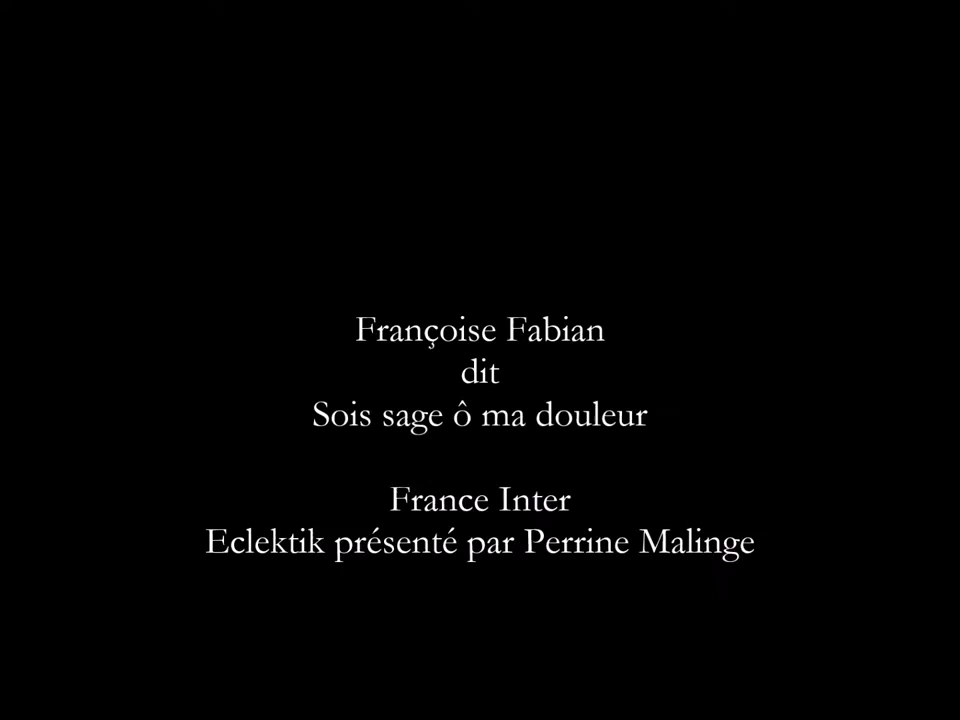 Françoise Fabian
dit
Sois sage ô ma douleur
France Inter
Eclektik présenté par Perrine Malinge